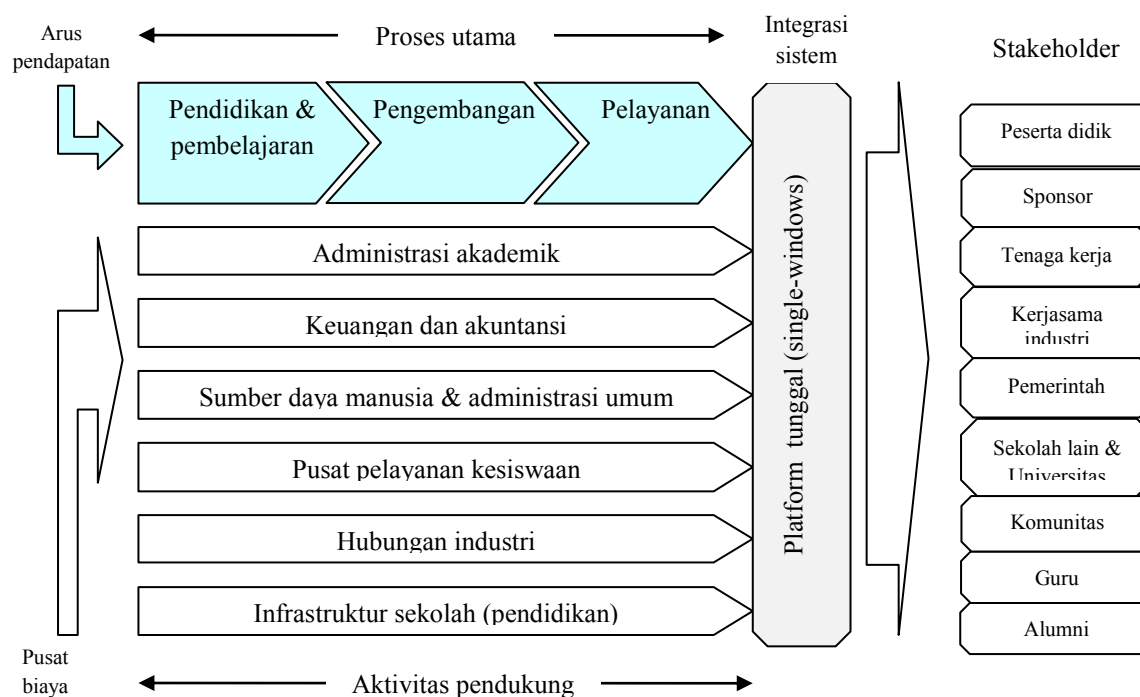 Arus
pendapatan
Proses utama
Integrasi
sistem
Stakeholder
Pendidikan &
pembelajaran
Pengembangan
Pelayanan
Administrasi akademik
Keuangan dan akuntansi
Sumber daya manusia & administrasi umum
Pusat pelayanan kesiswaan
Hubungan industri
Infrastruktur sekolah (pendidikan)
Platform tunggal (single-windows)
Peserta didik
Sponsor
Tenaga kerja
Kerjasama
industri
Pemerintah
Sekolah lain &
Universitas
Komunitas
Guru
Alumni
Pusat
biaya
Aktivitas pendukung